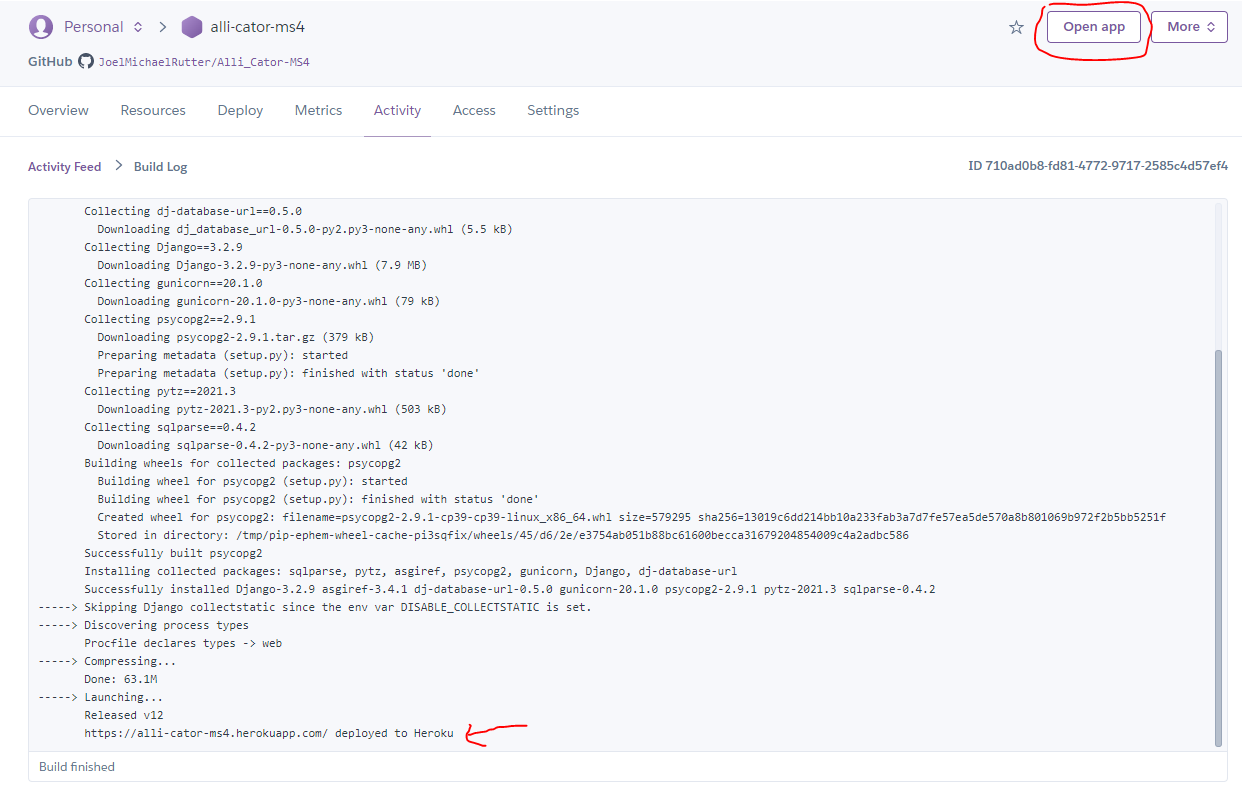 Personal alli-cator-ms4 Open app More
GitHub JoelMichaelRutter/Alli_Cator-MS4
Overview Resources Deploy Metrics Activity Access Settings
Activity Feed > Build Log ID 710ad0b8-fd81-4772-9717-2585c4d57ef4
Collecting dj-database-url==0.5.0
Downloading dj_database_url-0.5.0-py2.py3-none-any.whl (5.5 kB)
Collecting Django==3.2.9
Downloading Django-3.2.9-py3-none-any.whl (7.9 MB)
Collecting gunicorn==20.1.0
Downloading gunicorn-20.1.0-py3-none-any.whl (79 kB)
Collecting psycopg2==2.9.1
Downloading psycopg2-2.9.1.tar.gz (379 kB)
Preparing metadata (setup.py): started
Preparing metadata (setup.py): finished with status 'done'
Collecting pytz==2021.3
Downloading pytz-2021.3-py2.py3-none-any.whl (503 kB)
Collecting sqlparse==0.4.2
Downloading sqlparse-0.4.2-py3-none-any.whl (42 kB)
Building wheels for collected packages: psycopg2
Building wheel for psycopg2 (setup.py): started
Building wheel for psycopg2 (setup.py): finished with status 'done'
Created wheel for psycopg2: filename=psycopg2-2.9.1-cp39-cp39-linux_x86_64.whl size=579295 sha256=13019c6dd214bb10a233fab3a7d7fe57ea5de570a8b801069b972f2b5bb5251f
Stored in directory: /tmp/pip-ephem-wheel-cache-pi3sqfix/wheels/45/d6/2e/e3754ab051b88bc61600becca31679204854009c4a2adbc586
Successfully built psycopg2
Installing collected packages: sqlparse, pytz, asgiref, psycopg2, gunicorn, Django, dj-database-url
Successfully installed Django-3.2.9 asgiref-3.4.1 dj-database-url-0.5.0 gunicorn-20.1.0 psycopg2-2.9.1 pytz-2021.3 sqlparse-0.4.2
-----> Skipping Django collectstatic since the env var DISABLE_COLLECTSTATIC is set.
-----> Discovering process types
Procfile declares types -> web
-----> Compressing...
Done: 63.1M
-----> Launching...
Released v12
https://alli-cator-ms4.herokuapp.com/ deployed to Heroku
Build finished